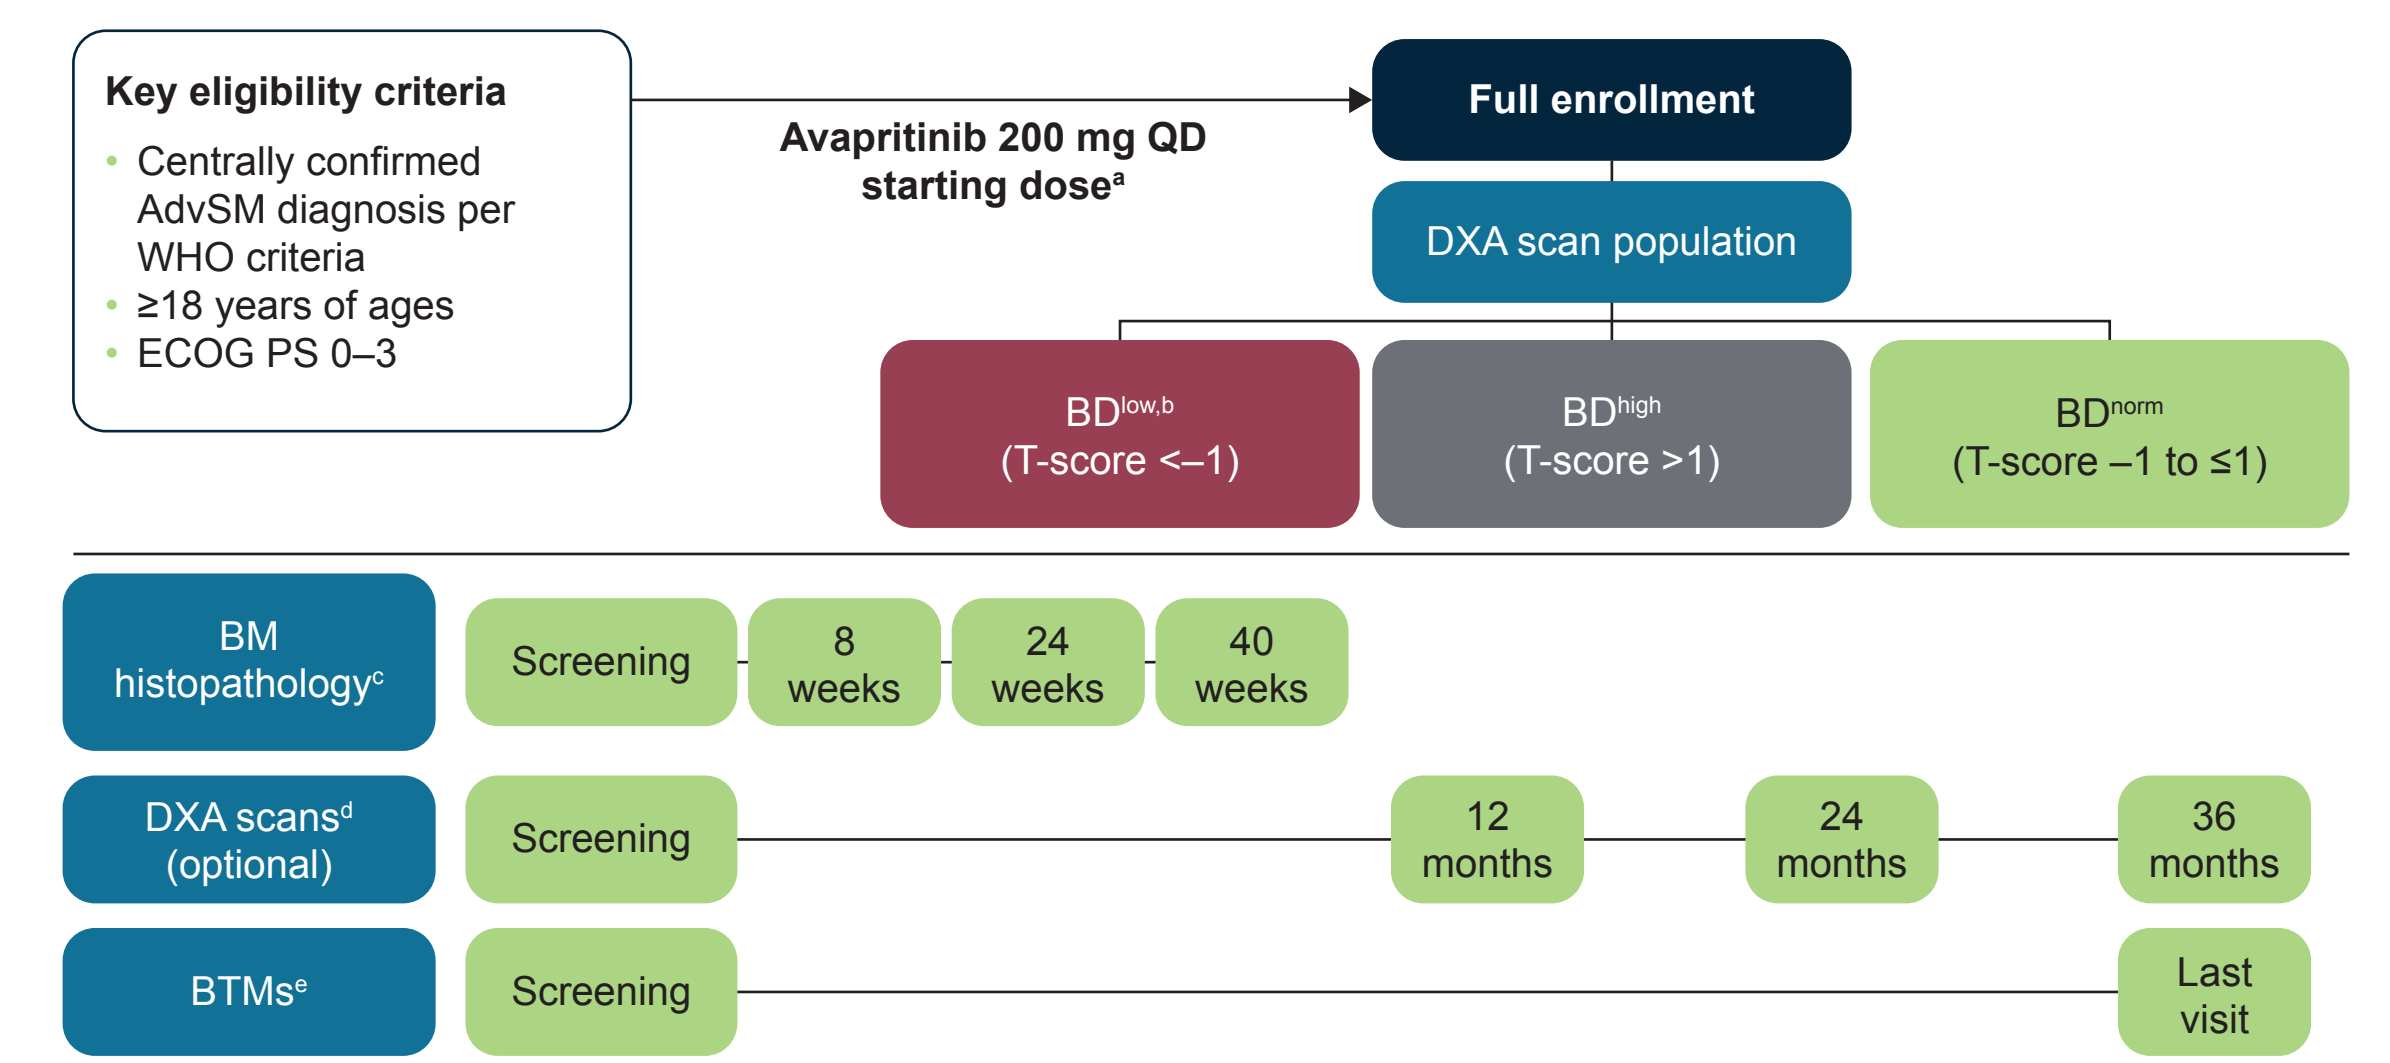 Key eligibility criteria
• Centrally confirmed
AdvSM diagnosis per
WHO criteria
• ≥18 years of ages
• ECOG PS 0–3
Avapritinib 200 mg QD
starting doseᵃ
Full enrollment
DXA scan population
BDlow,b
(T-score <–1)
BDhigh
(T-score >1)
BDnorm
(T-score –1 to ≤1)
BM
histopathologyᶜ
Screening
8
weeks
24
weeks
40
weeks
DXA scansᵈ
(optional)
Screening
12
months
24
months
36
months
BTMsᵉ
Screening
Last
visit